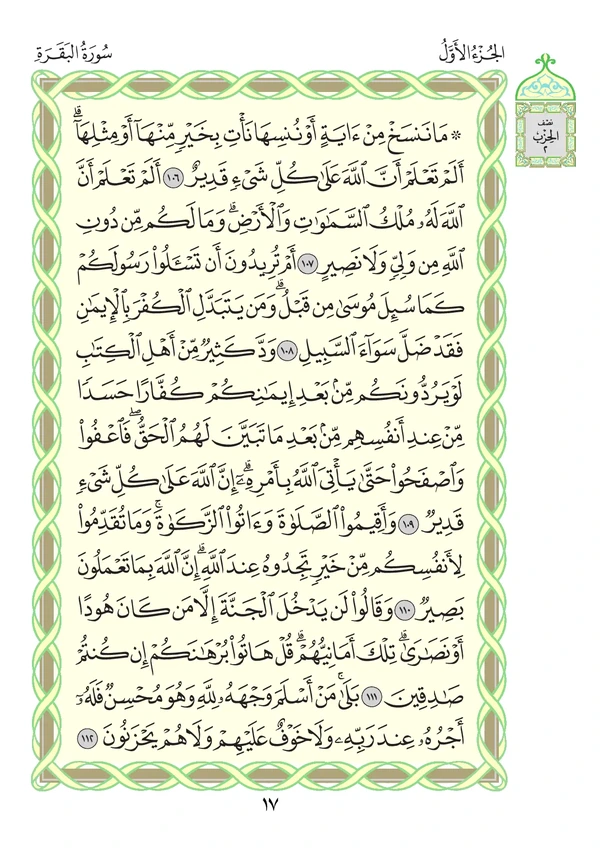 الجُزْءُ الأَوَّلُ
سُورَةُ البَقَرَةِ
نصف
الحِزْب
٢
۞ مَا نَنسَخْ مِنْ ءَايَةٍ أَوْ نُنسِهَا نَأْتِ بِخَيْرٍ مِّنْهَآ أَوْ مِثْلِهَآۗ
أَلَمْ تَعْلَمْ أَنَّ ٱللَّهَ عَلَىٰ كُلِّ شَىْءٍ قَدِيرٌ ١٠٦ أَلَمْ تَعْلَمْ أَنَّ
ٱللَّهَ لَهُۥ مُلْكُ ٱلسَّمَٰوَٰتِ وَٱلْأَرْضِۗ وَمَا لَكُم مِّن دُونِ
ٱللَّهِ مِن وَلِىٍّ وَلَا نَصِيرٍ ١٠٧ أَمْ تُرِيدُونَ أَن تَسْـَٔلُوا۟ رَسُولَكُمْ
كَمَا سُئِلَ مُوسَىٰ مِن قَبْلُۗ وَمَن يَتَبَدَّلِ ٱلْكُفْرَ بِٱلْإِيمَٰنِ
فَقَدْ ضَلَّ سَوَآءَ ٱلسَّبِيلِ ١٠٨ وَدَّ كَثِيرٌ مِّنْ أَهْلِ ٱلْكِتَٰبِ
لَوْ يَرُدُّونَكُم مِّنۢ بَعْدِ إِيمَٰنِكُمْ كُفَّارًا حَسَدًا
مِّنْ عِندِ أَنفُسِهِم مِّنۢ بَعْدِ مَا تَبَيَّنَ لَهُمُ ٱلْحَقُّۖ فَٱعْفُوا۟
وَٱصْفَحُوا۟ حَتَّىٰ يَأْتِىَ ٱللَّهُ بِأَمْرِهِۦٓۗ إِنَّ ٱللَّهَ عَلَىٰ كُلِّ شَىْءٍ
قَدِيرٌ ١٠٩ وَأَقِيمُوا۟ ٱلصَّلَوٰةَ وَءَاتُوا۟ ٱلزَّكَوٰةَۚ وَمَا تُقَدِّمُوا۟
لِأَنفُسِكُم مِّنْ خَيْرٍ تَجِدُوهُ عِندَ ٱللَّهِۗ إِنَّ ٱللَّهَ بِمَا تَعْمَلُونَ
بَصِيرٌ ١١٠ وَقَالُوا۟ لَن يَدْخُلَ ٱلْجَنَّةَ إِلَّا مَن كَانَ هُودًا
أَوْ نَصَٰرَىٰۗ تِلْكَ أَمَانِيُّهُمْۗ قُلْ هَاتُوا۟ بُرْهَٰنَكُمْ إِن كُنتُمْ
صَٰدِقِينَ ١١١ بَلَىٰۚ مَنْ أَسْلَمَ وَجْهَهُۥ لِلَّهِ وَهُوَ مُحْسِنٌ فَلَهُۥٓ
أَجْرُهُۥ عِندَ رَبِّهِۦ وَلَا خَوْفٌ عَلَيْهِمْ وَلَا هُمْ يَحْزَنُونَ ١١٢
١٧